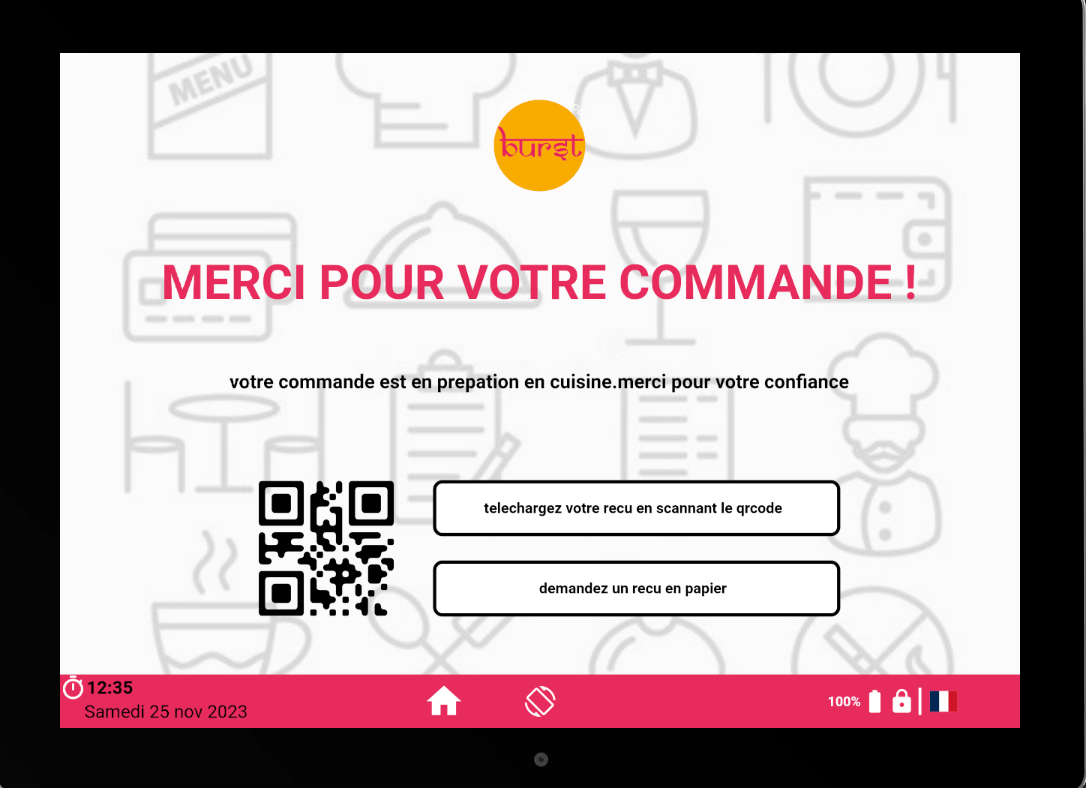 MENU
burst
MERCI POUR VOTRE COMMANDE !
votre commande est en prepation en cuisine.merci pour votre confiance
telechargez votre recu en scannant le qrcode
demandez un recu en papier
12:35
Samedi 25 nov 2023
100%